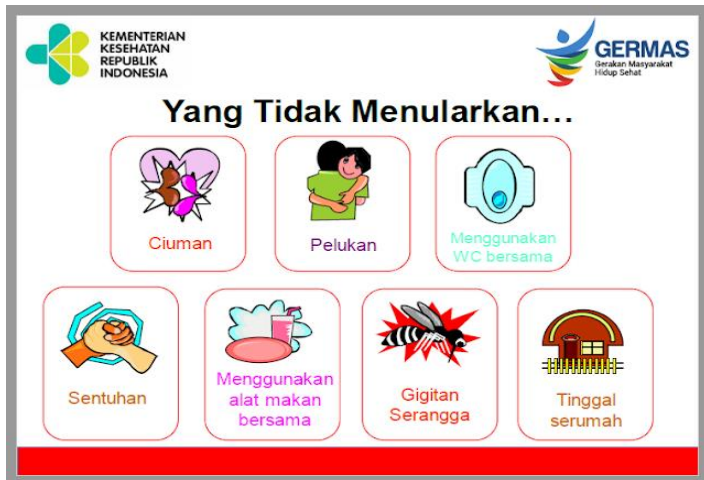 KEMENTERIAN
KESEHATAN
REPUBLIK
INDONESIA
GERMAS
Gerakan Masyarakat
Hidup Sehat
Yang Tidak Menularkan...
Ciuman
Pelukan
Menggunakan
WC bersama
Sentuhan
Menggunakan
alat makan
bersama
Gigitan
Serangga
Tinggal
serumah